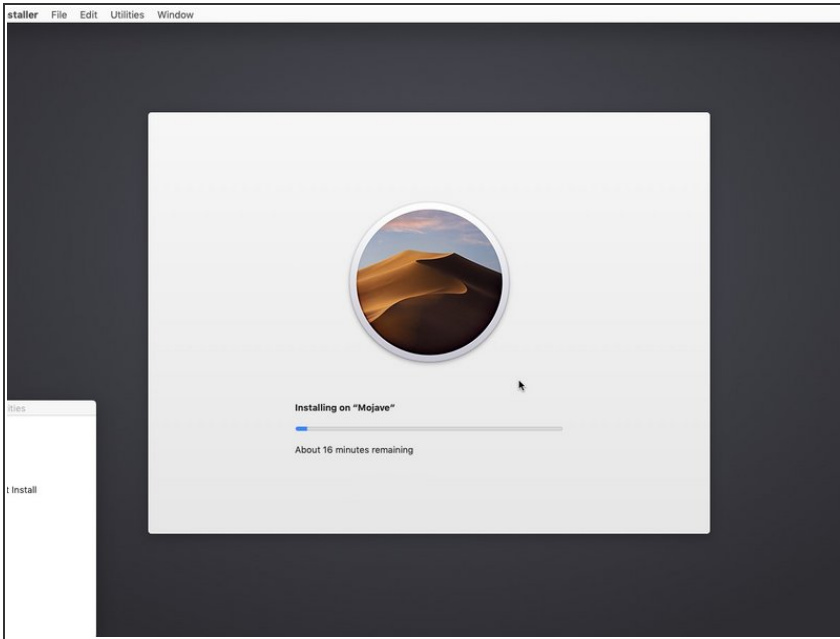 staller File Edit Utilities Window
Installing on “Mojave”
About 16 minutes remaining
ities
t Install